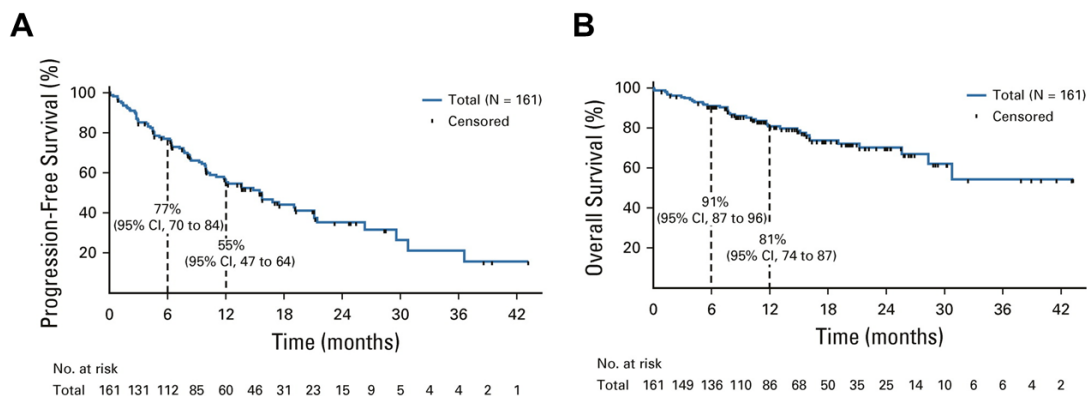 A
Progression-Free Survival (%)
100
80
60
40
20
Total (N = 161)
Censored
77%
(95% CI, 70 to 84)
55%
(95% CI, 47 to 64)
0 6 12 18 24 30 36 42
Time (months)
No. at risk
Total 161 131 112 85 60 46 31 23 15 9 5 4 4 2 1
B
Overall Survival (%)
100
80
60
40
20
Total (N = 161)
Censored
91%
(95% CI, 87 to 96)
81%
(95% CI, 74 to 87)
0 6 12 18 24 30 36 42
Time (months)
No. at risk
Total 161 149 136 110 86 68 50 35 25 14 10 6 6 4 2